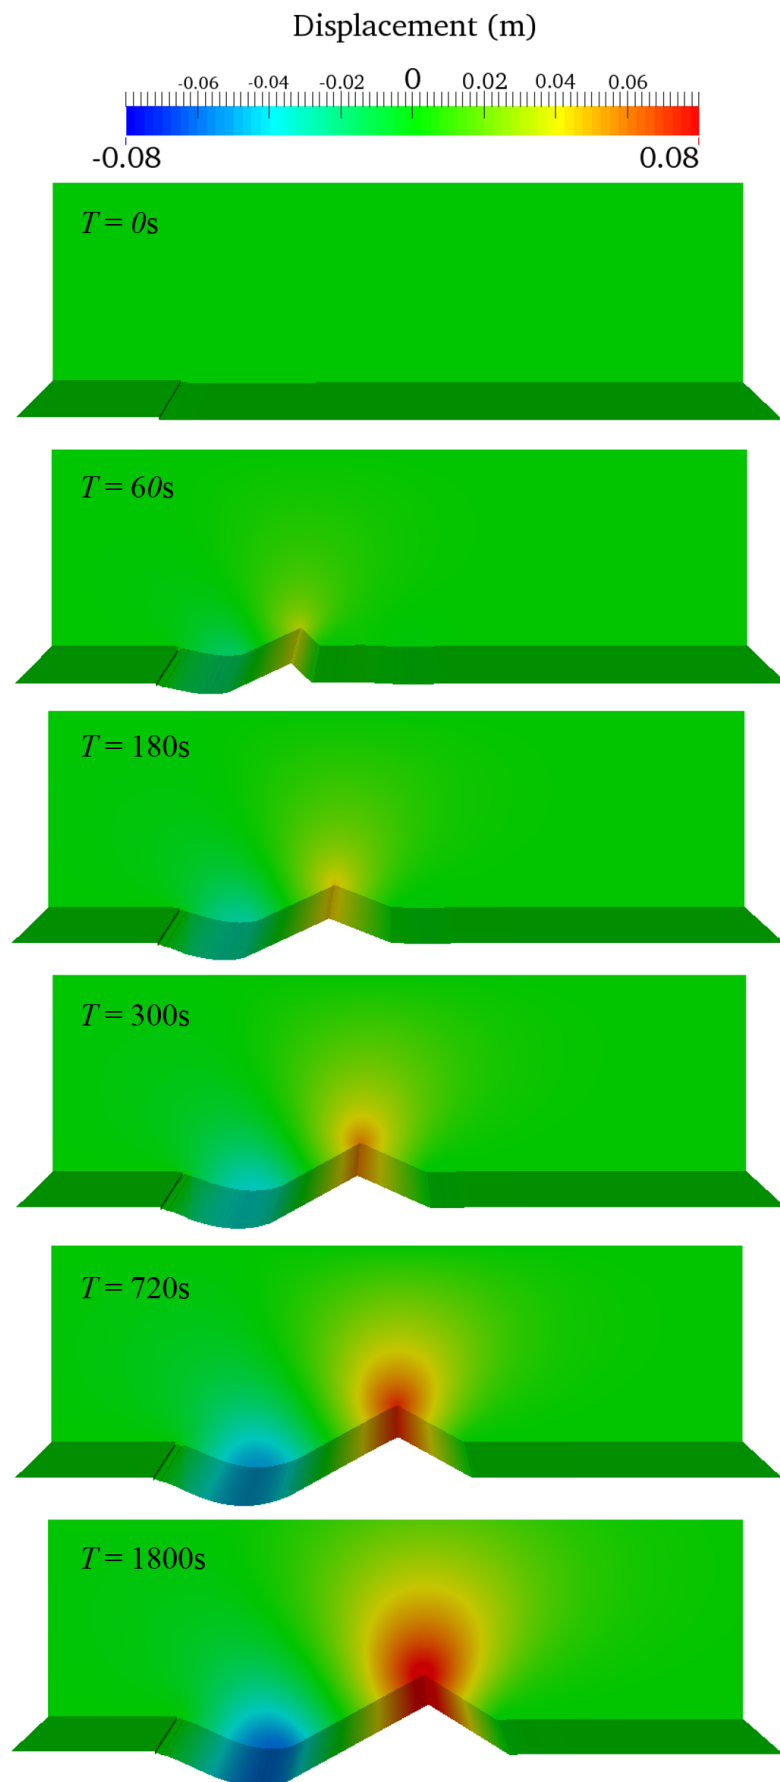 Displacement (m)
-0.06 -0.04 -0.02 0 0.02 0.04 0.06
-0.08 0.08
T = 0s
T = 60s
T = 180s
T = 300s
T = 720s
T = 1800s